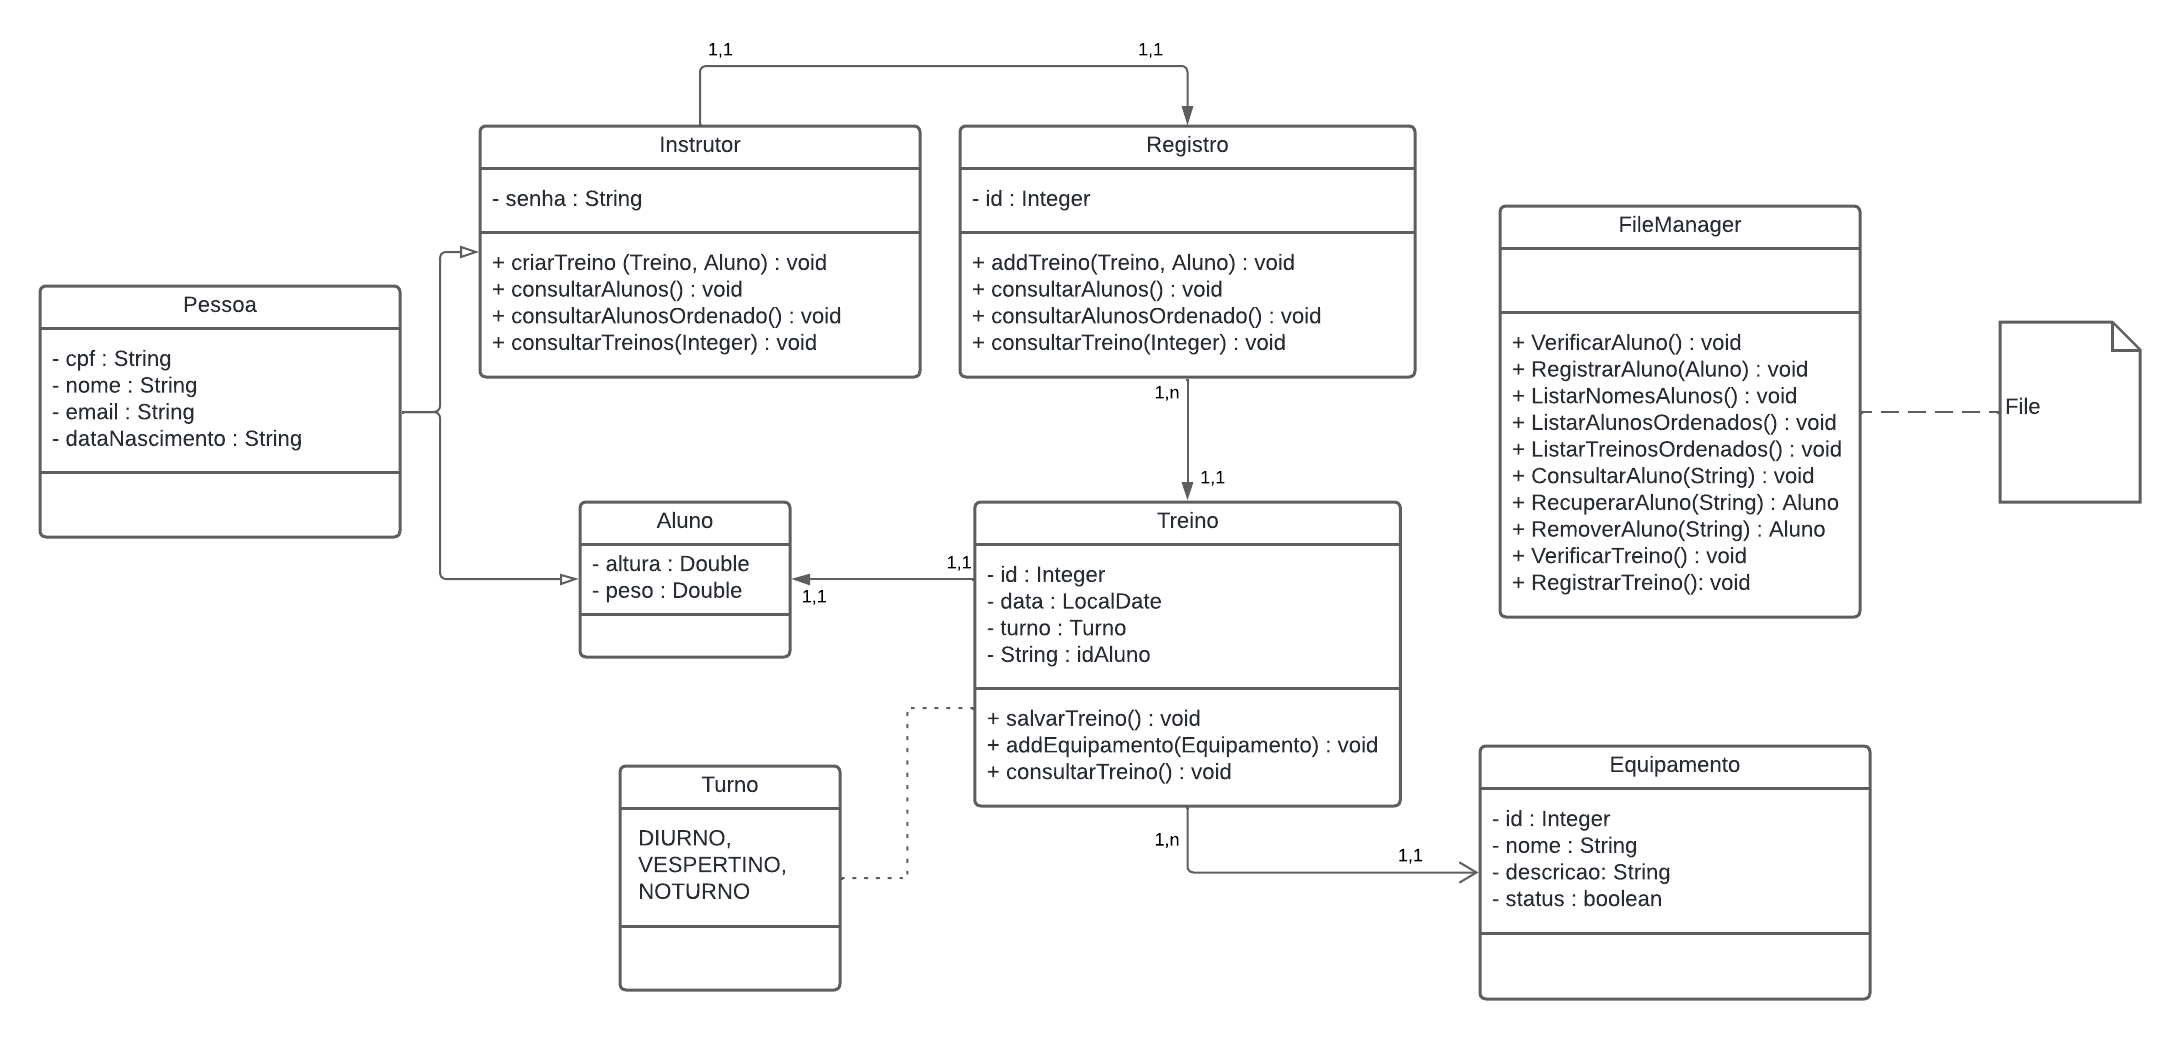 1,1
1,1
Instrutor
- senha : String
+ criarTreino (Treino, Aluno) : void
+ consultarAlunos() : void
+ consultarAlunosOrdenado() : void
+ consultarTreinos(Integer) : void
Registro
- id : Integer
+ addTreino(Treino, Aluno) : void
+ consultarAlunos() : void
+ consultarAlunosOrdenado() : void
+ consultarTreino(Integer) : void
1,n
1,1
FileManager
+ VerificarAluno() : void
+ RegistrarAluno(Aluno) : void
+ ListarNomesAlunos() : void
+ ListarAlunosOrdenados() : void
+ ListarTreinosOrdenados() : void
+ ConsultarAluno(String) : void
+ RecuperarAluno(String) : Aluno
+ RemoverAluno(String) : Aluno
+ VerificarTreino() : void
+ RegistrarTreino(): void
File
Pessoa
- cpf : String
- nome : String
- email : String
- dataNascimento : String
Aluno
- altura : Double
- peso : Double
1,1
1,1
Treino
- id : Integer
- data : LocalDate
- turno : Turno
- String : idAluno
+ salvarTreino() : void
+ addEquipamento(Equipamento) : void
+ consultarTreino() : void
Turno
DIURNO,
VESPERTINO,
NOTURNO
1,n
1,1
Equipamento
- id : Integer
- nome : String
- descricao: String
- status : boolean